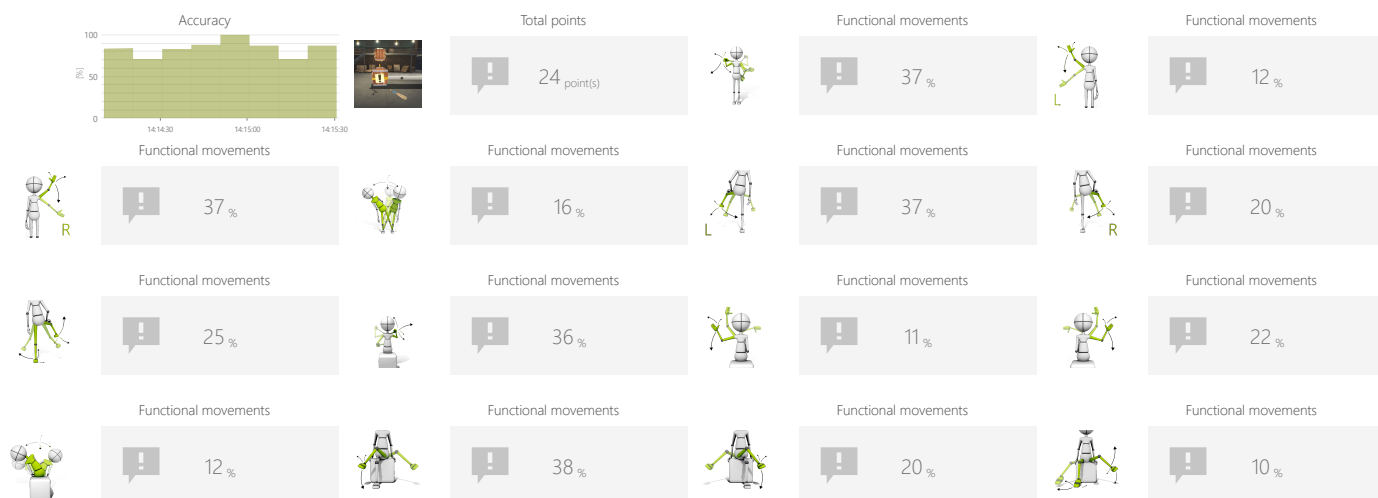 Accuracy
Total points
Functional movements
Functional movements
100
50
0
[%]
14:14:30
14:15:00
14:15:30
24 point(s)
37 %
12 %
L
Functional movements
Functional movements
Functional movements
Functional movements
R
37 %
16 %
L
37 %
R
20 %
Functional movements
Functional movements
Functional movements
Functional movements
25 %
36 %
11 %
22 %
Functional movements
Functional movements
Functional movements
Functional movements
12 %
38 %
20 %
10 %